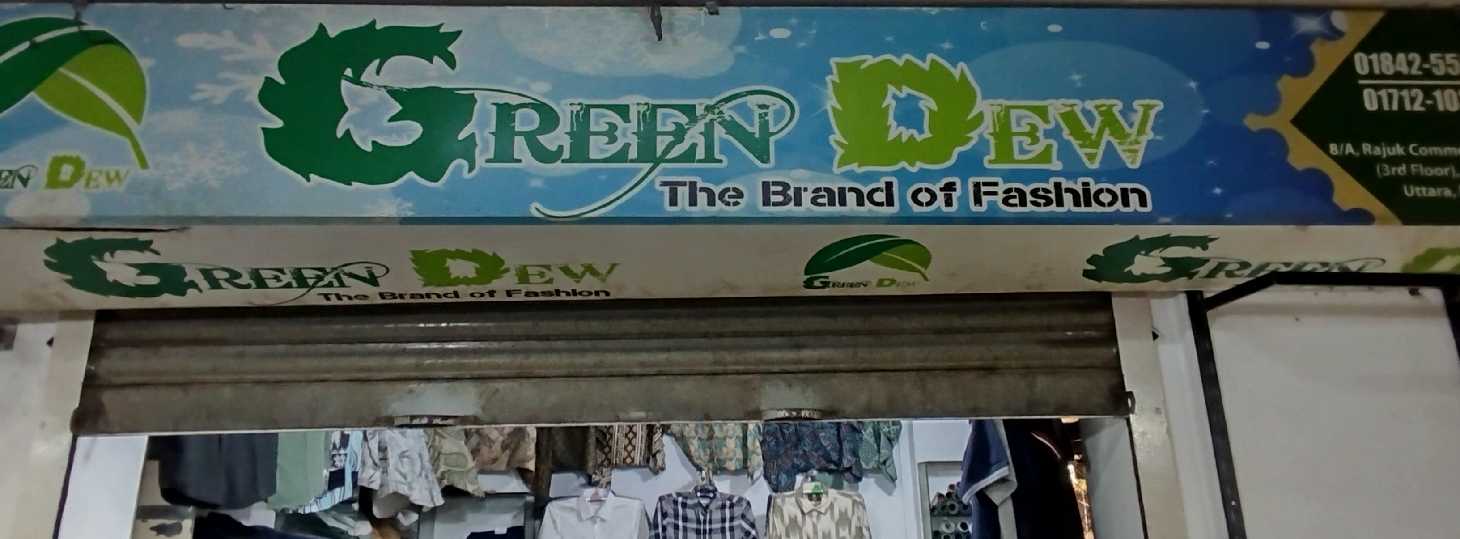 GREEN DEW
The Brand of Fashion
DEW
01842-55
01712-10
8/A, Rajuk Comme
(3rd Floor),
Uttara,
GREEN DEW
The Brand of Fashion
GREEN DEW
GREEN